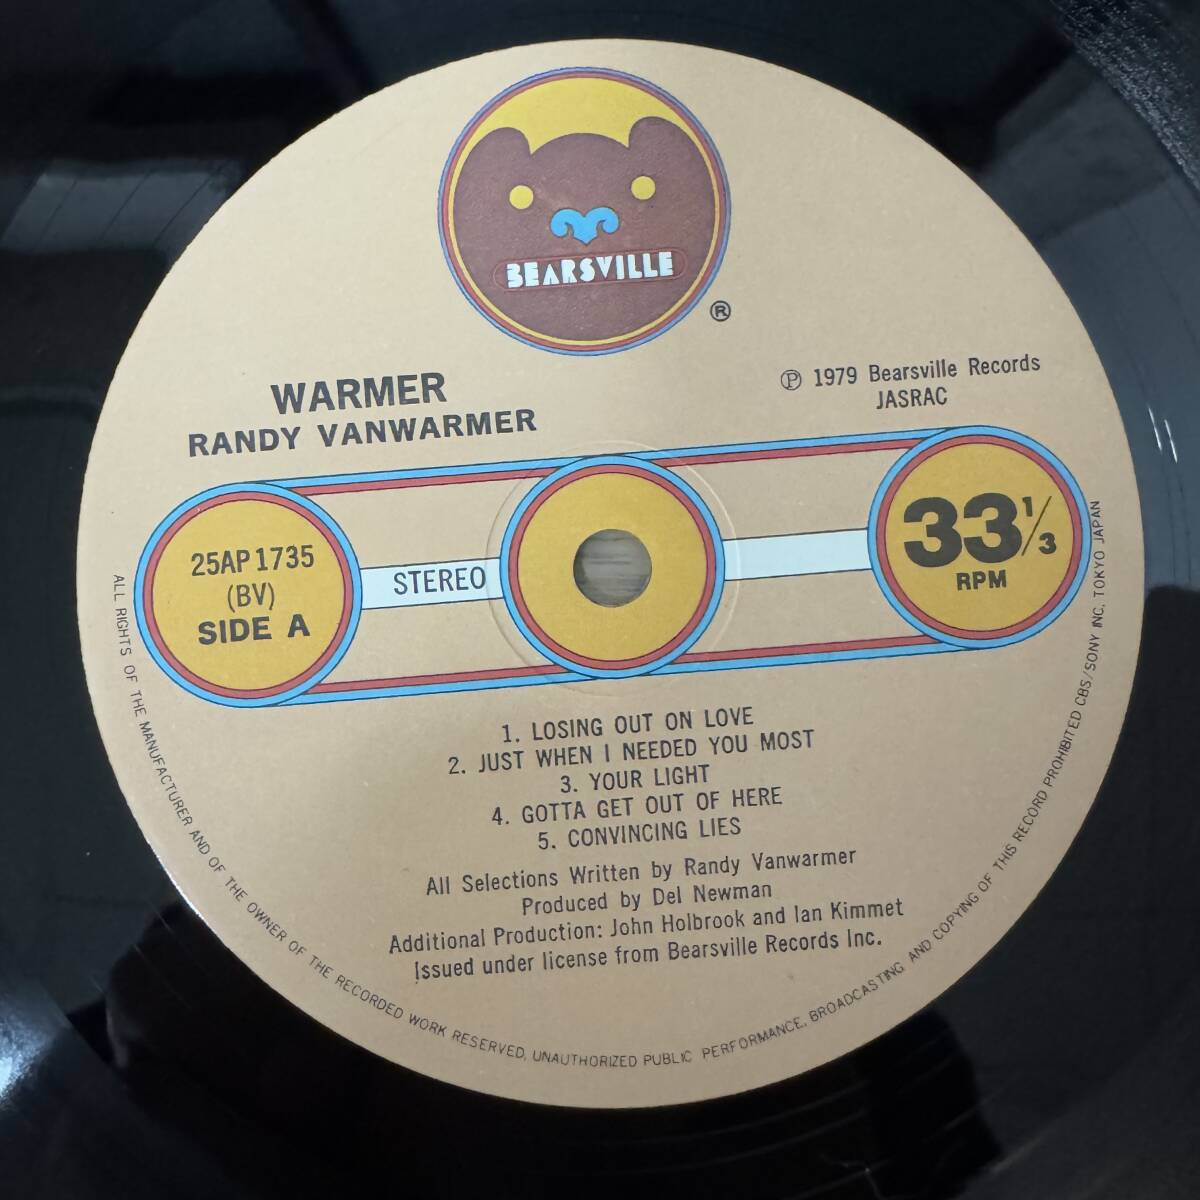 BEARSVILLE
®
WARMER
RANDY VANWARMER
℗ 1979 Bearsville Records
JASRAC
25AP 1735
(BV)
SIDE A
STEREO
33 1/3
RPM
1. LOSING OUT ON LOVE
2. JUST WHEN I NEEDED YOU MOST
3. YOUR LIGHT
4. GOTTA GET OUT OF HERE
5. CONVINCING LIES
All Selections Written by Randy Vanwarmer
Produced by Del Newman
Additional Production: John Holbrook and Ian Kimmet
Issued under license from Bearsville Records Inc.
ALL RIGHTS OF THE MANUFACTURER AND OF THE OWNER OF THE RECORDED WORK RESERVED. UNAUTHORIZED PUBLIC PERFORMANCE, BROADCASTING AND COPYING OF THIS RECORD PROHIBITED CBS/SONY INC. TOKYO JAPAN